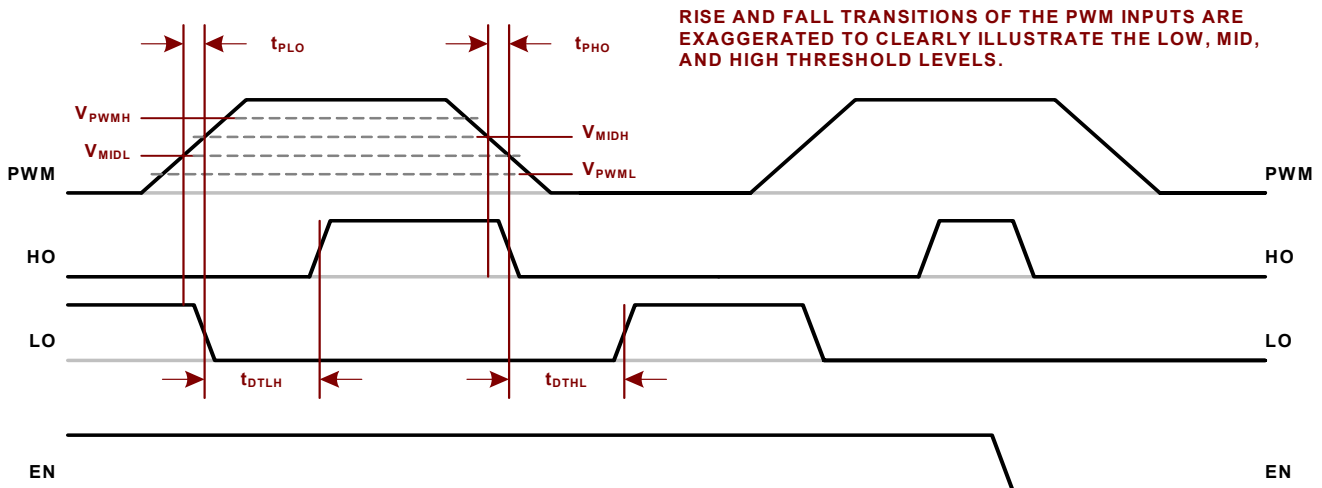 RISE AND FALL TRANSITIONS OF THE PWM INPUTS ARE
EXAGGERATED TO CLEARLY ILLUSTRATE THE LOW, MID,
AND HIGH THRESHOLD LEVELS.
tPLO
tPHO
VPWMH
VMIDH
VMIDL
VPWML
PWM
PWM
HO
HO
LO
LO
tDTLH
tDTHL
EN
EN